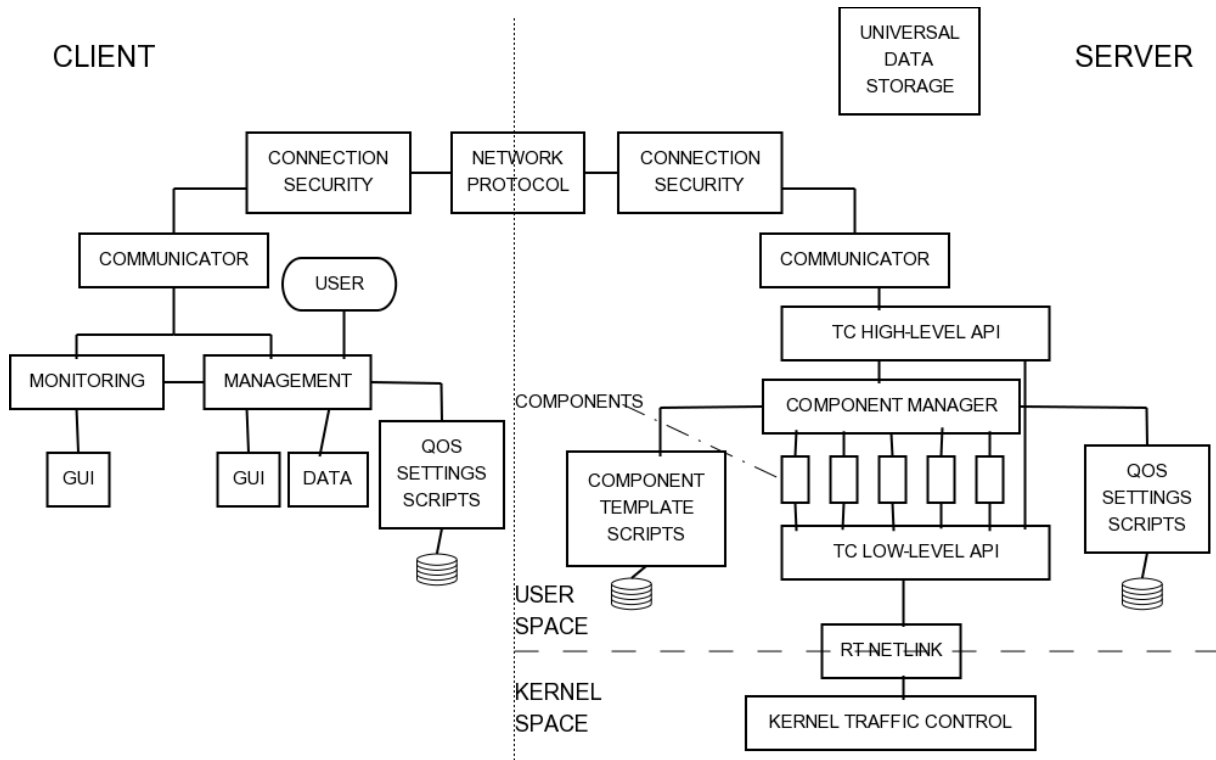 CLIENT
SERVER
UNIVERSAL
DATA
STORAGE
CONNECTION
SECURITY
NETWORK
PROTOCOL
CONNECTION
SECURITY
COMMUNICATOR
USER
COMMUNICATOR
TC HIGH-LEVEL API
MONITORING
MANAGEMENT
COMPONENTS
COMPONENT MANAGER
GUI
GUI
DATA
QOS
SETTINGS
SCRIPTS
COMPONENT
TEMPLATE
SCRIPTS
QOS
SETTINGS
SCRIPTS
TC LOW-LEVEL API
USER
SPACE
RT NETLINK
KERNEL
SPACE
KERNEL TRAFFIC CONTROL